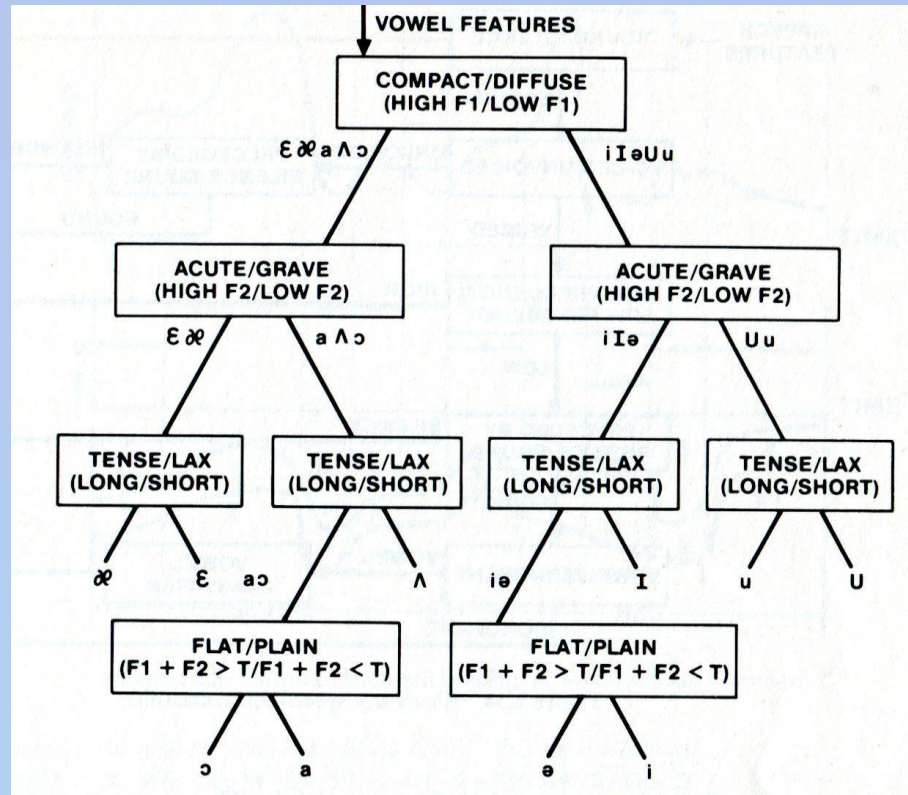 VOWEL FEATURES
COMPACT/DIFFUSE
(HIGH F1/LOW F1)
ɛ æ a ʌ ɔ
i I ə U u
ACUTE/GRAVE
(HIGH F2/LOW F2)
ACUTE/GRAVE
(HIGH F2/LOW F2)
ɛ æ
a ʌ ɔ
i I ə
U u
TENSE/LAX
(LONG/SHORT)
TENSE/LAX
(LONG/SHORT)
TENSE/LAX
(LONG/SHORT)
TENSE/LAX
(LONG/SHORT)
æ
ɛ
a ɔ
ʌ
i ə
I
u
U
FLAT/PLAIN
(F1 + F2 > T/F1 + F2 < T)
FLAT/PLAIN
(F1 + F2 > T/F1 + F2 < T)
ɔ
a
ə
i